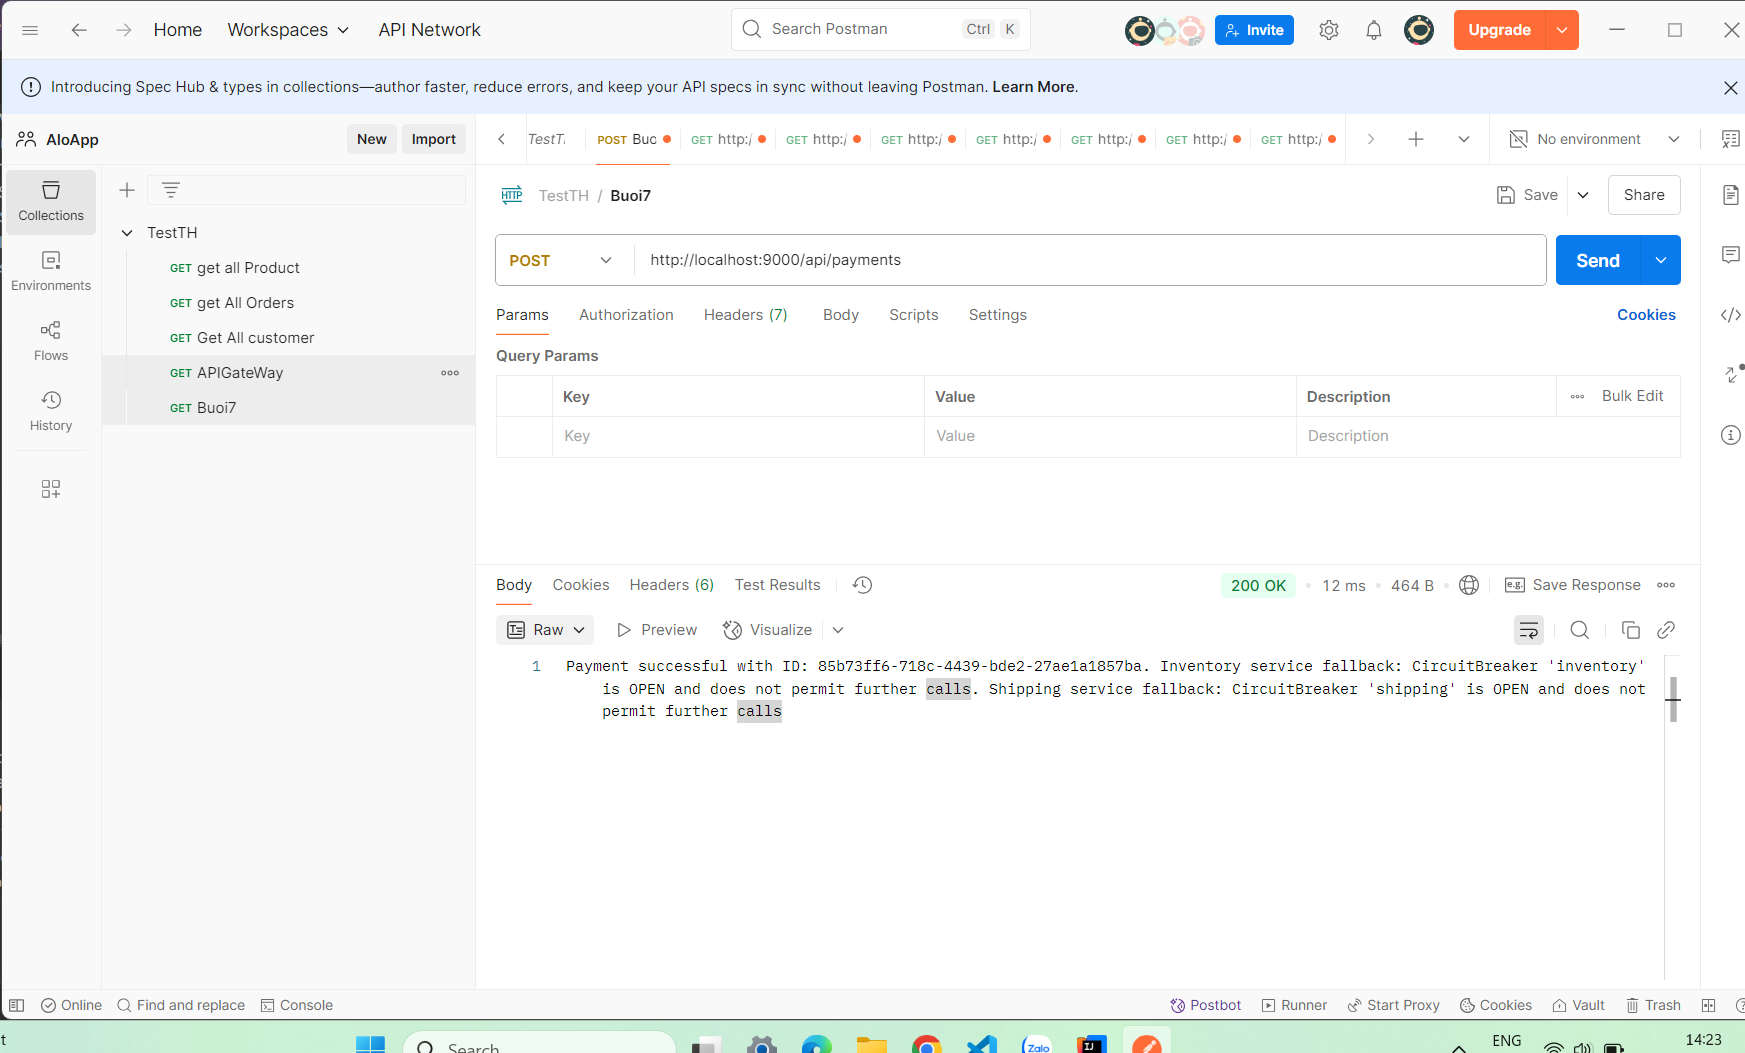 Home
Workspaces
API Network
Search Postman
Ctrl
K
Invite
Upgrade
Introducing Spec Hub & types in collections—author faster, reduce errors, and keep your API specs in sync without leaving Postman. Learn More.
AloApp
New
Import
TestT
POST Buo
GET http:/
GET http:/
GET http:/
GET http:/
GET http:/
GET http:/
GET http:/
No environment
Collections
Environments
Flows
History
TestTH
GET get all Product
GET get All Orders
GET Get All customer
GET APIGateWay
GET Buoi7
HTTP
TestTH / Buoi7
Save
Share
POST
http://localhost:9000/api/payments
Send
Params
Authorization
Headers (7)
Body
Scripts
Settings
Cookies
Query Params
Key
Value
Description
Bulk Edit
Key
Value
Description
Body
Cookies
Headers (6)
Test Results
200 OK
12 ms
464 B
e.g.
Save Response
Raw
Preview
Visualize
1
Payment successful with ID: 85b73ff6-718c-4439-bde2-27ae1a1857ba. Inventory service fallback: CircuitBreaker 'inventory'
is OPEN and does not permit further calls. Shipping service fallback: CircuitBreaker 'shipping' is OPEN and does not
permit further calls
Online
Find and replace
Console
Postbot
Runner
Start Proxy
Cookies
Vault
Trash
Search
Zalo
IJ
ENG
14:23